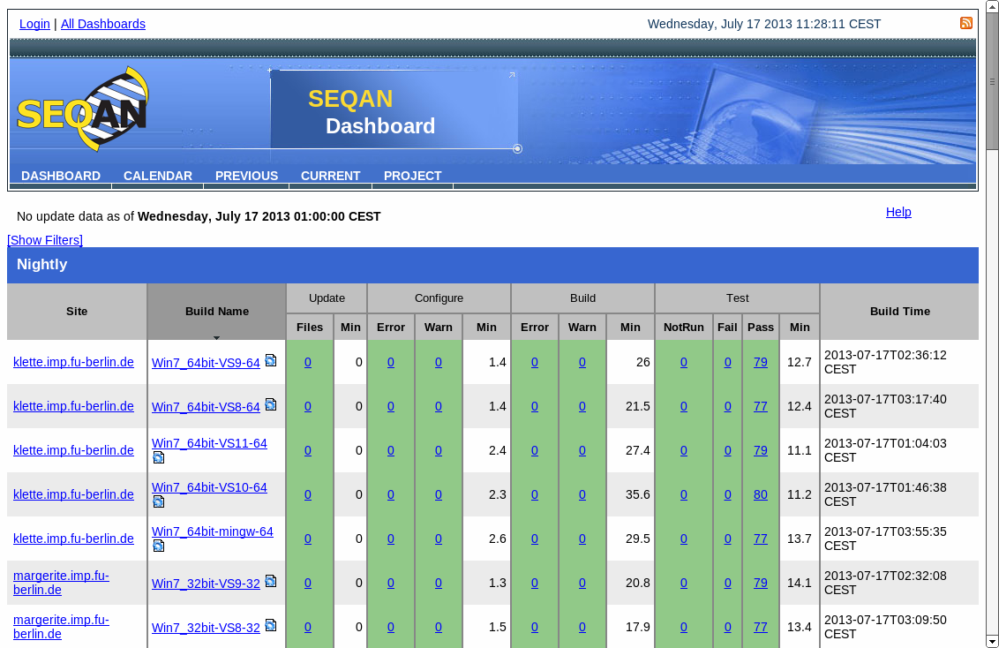 Login | All Dashboards
Wednesday, July 17 2013 11:28:11 CEST
SEQAN
SEQAN
Dashboard
DASHBOARD CALENDAR PREVIOUS CURRENT PROJECT
No update data as of Wednesday, July 17 2013 01:00:00 CEST
Help
[Show Filters]
Nightly
Site Build Name Update Configure Build Test Build Time
Files Min Error Warn Min Error Warn Min NotRun Fail Pass Min
klette.imp.fu-berlin.de Win7_64bit-VS9-64 0 0 0 0 1.4 0 0 26 0 0 79 12.7 2013-07-17T02:36:12
CEST
klette.imp.fu-berlin.de Win7_64bit-VS8-64 0 0 0 0 1.4 0 0 21.5 0 0 77 12.4 2013-07-17T03:17:40
CEST
klette.imp.fu-berlin.de Win7_64bit-VS11-64 0 0 0 0 2.4 0 0 27.4 0 0 79 11.1 2013-07-17T01:04:03
CEST
klette.imp.fu-berlin.de Win7_64bit-VS10-64 0 0 0 0 2.3 0 0 35.6 0 0 80 11.2 2013-07-17T01:46:38
CEST
klette.imp.fu-berlin.de Win7_64bit-mingw-64 0 0 0 0 2.6 0 0 29.5 0 0 77 13.7 2013-07-17T03:55:35
CEST
margerite.imp.fu-
berlin.de Win7_32bit-VS9-32 0 0 0 0 1.3 0 0 20.8 0 0 79 14.1 2013-07-17T02:32:08
CEST
margerite.imp.fu-
berlin.de Win7_32bit-VS8-32 0 0 0 0 1.5 0 0 17.9 0 0 77 13.4 2013-07-17T03:09:50
CEST